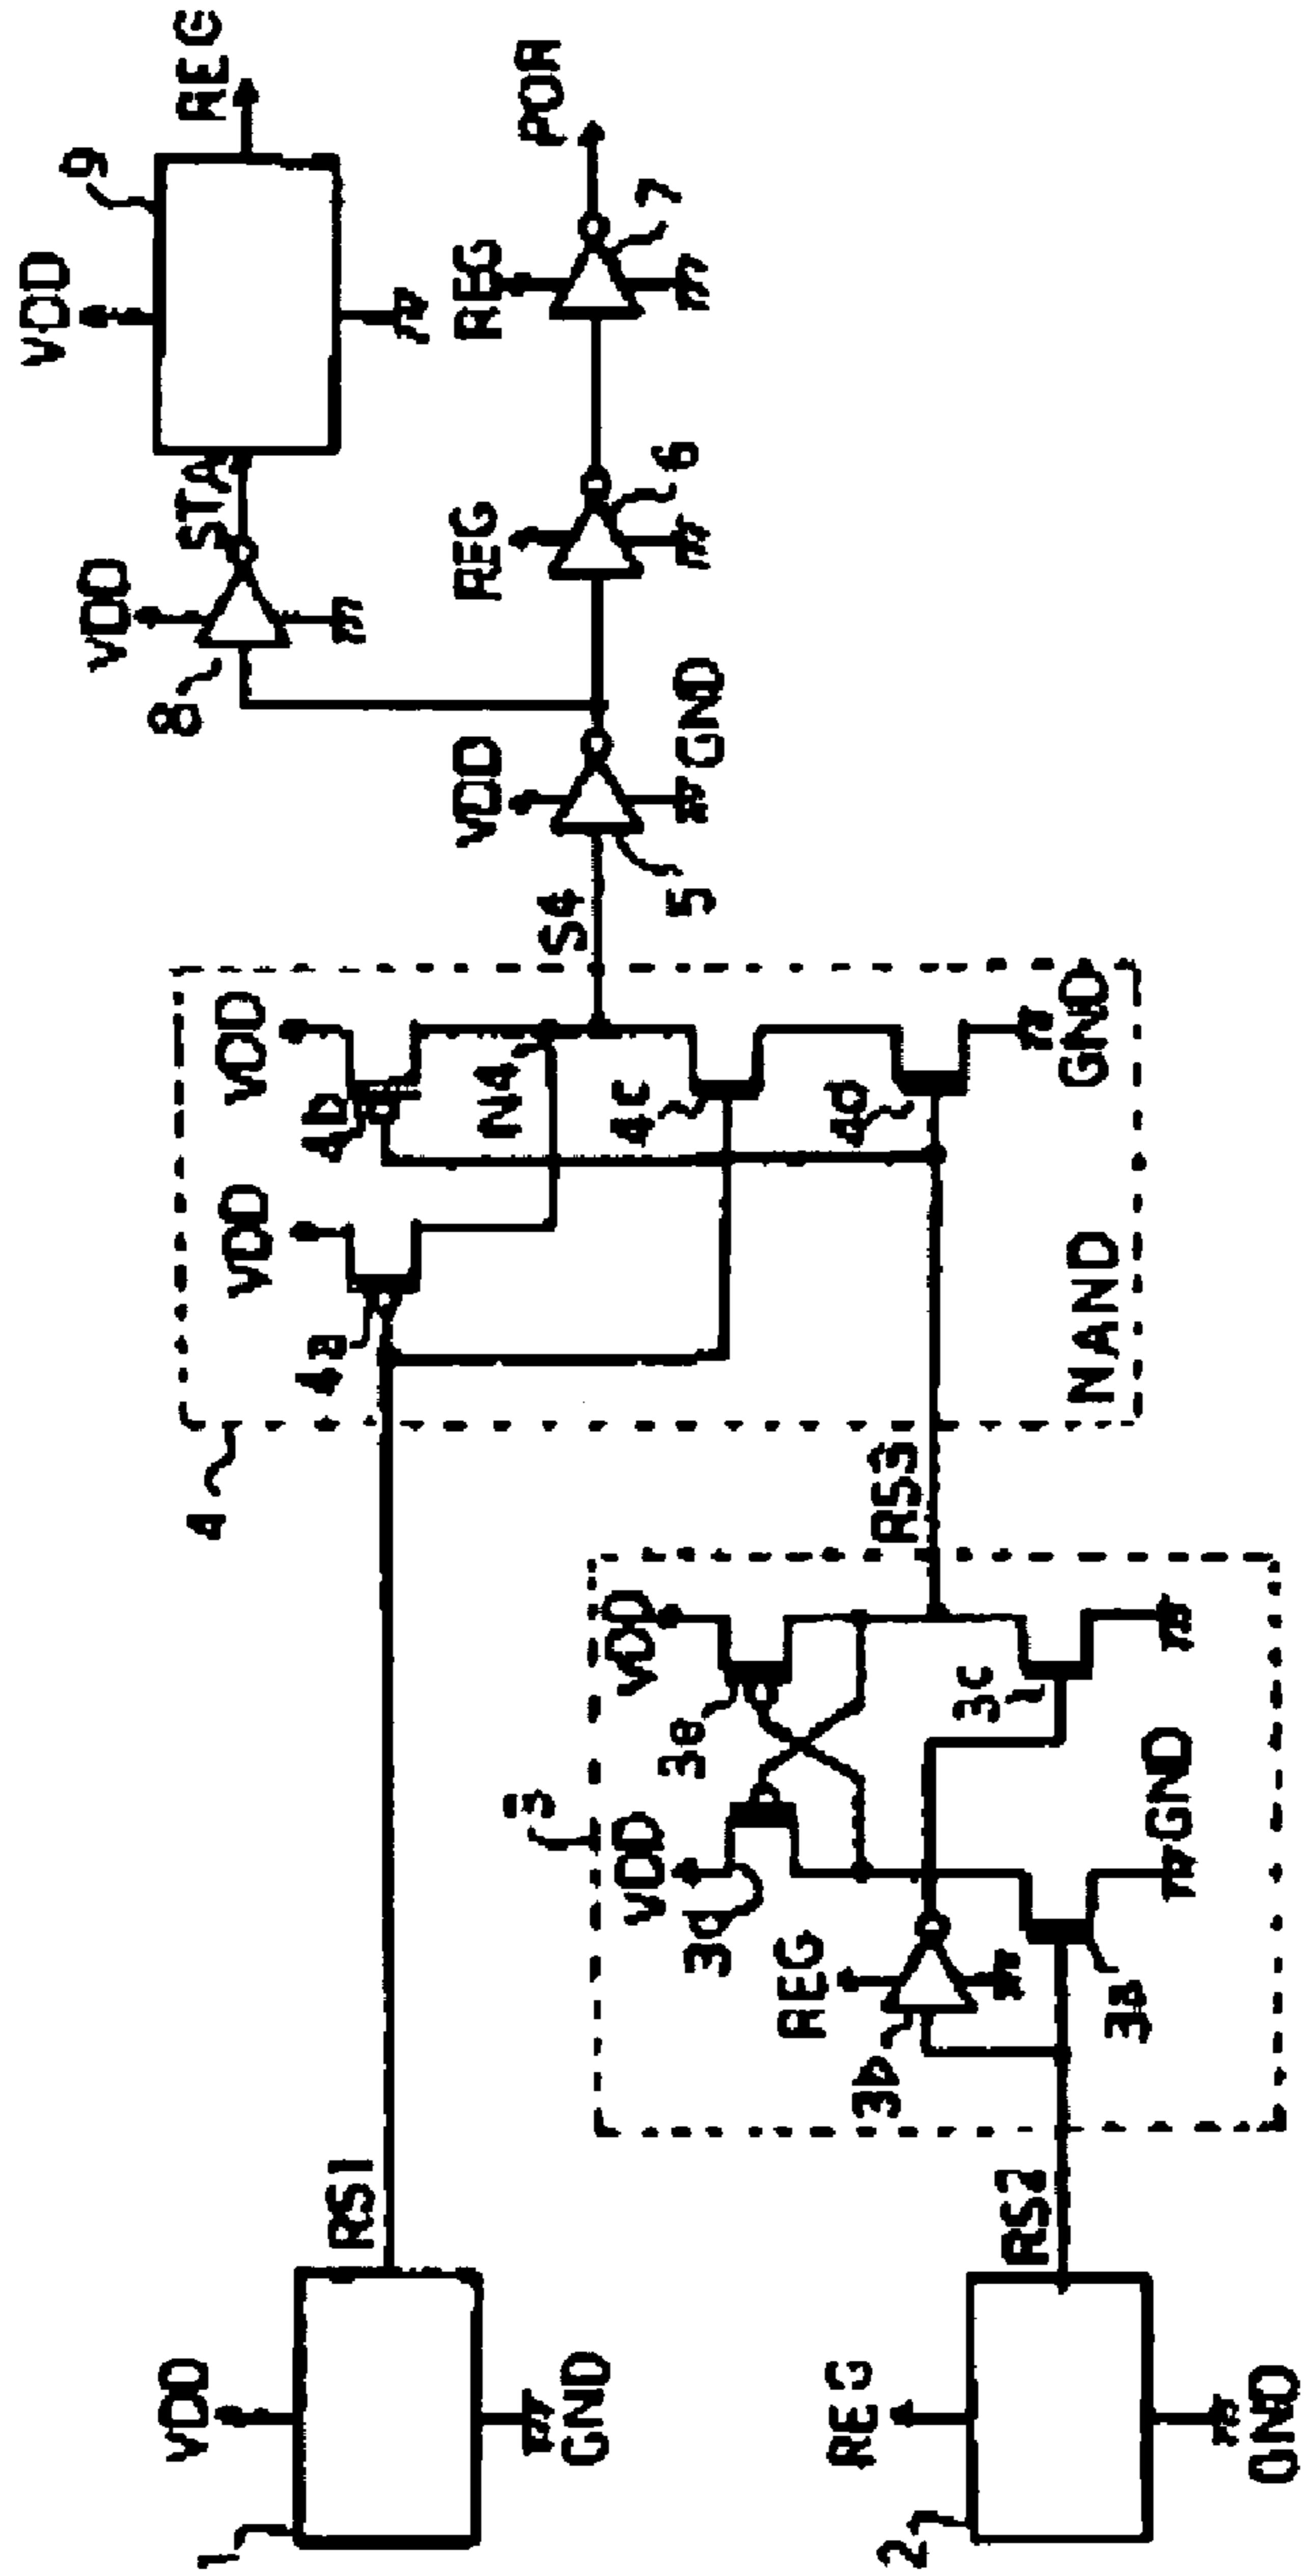 1
VDD
GND
RS1
2
REG
GND
RS2
3
3b
REG
3a
GND
3d
VDD
3e
VDD
3c
RS3
4
4a
VDD
4b
VDD
N4
4c
4d
GND
NAND
S4
5
VDD
GND
8
VDD
STA
9
VDD
REG
6
REG
7
REG
POR